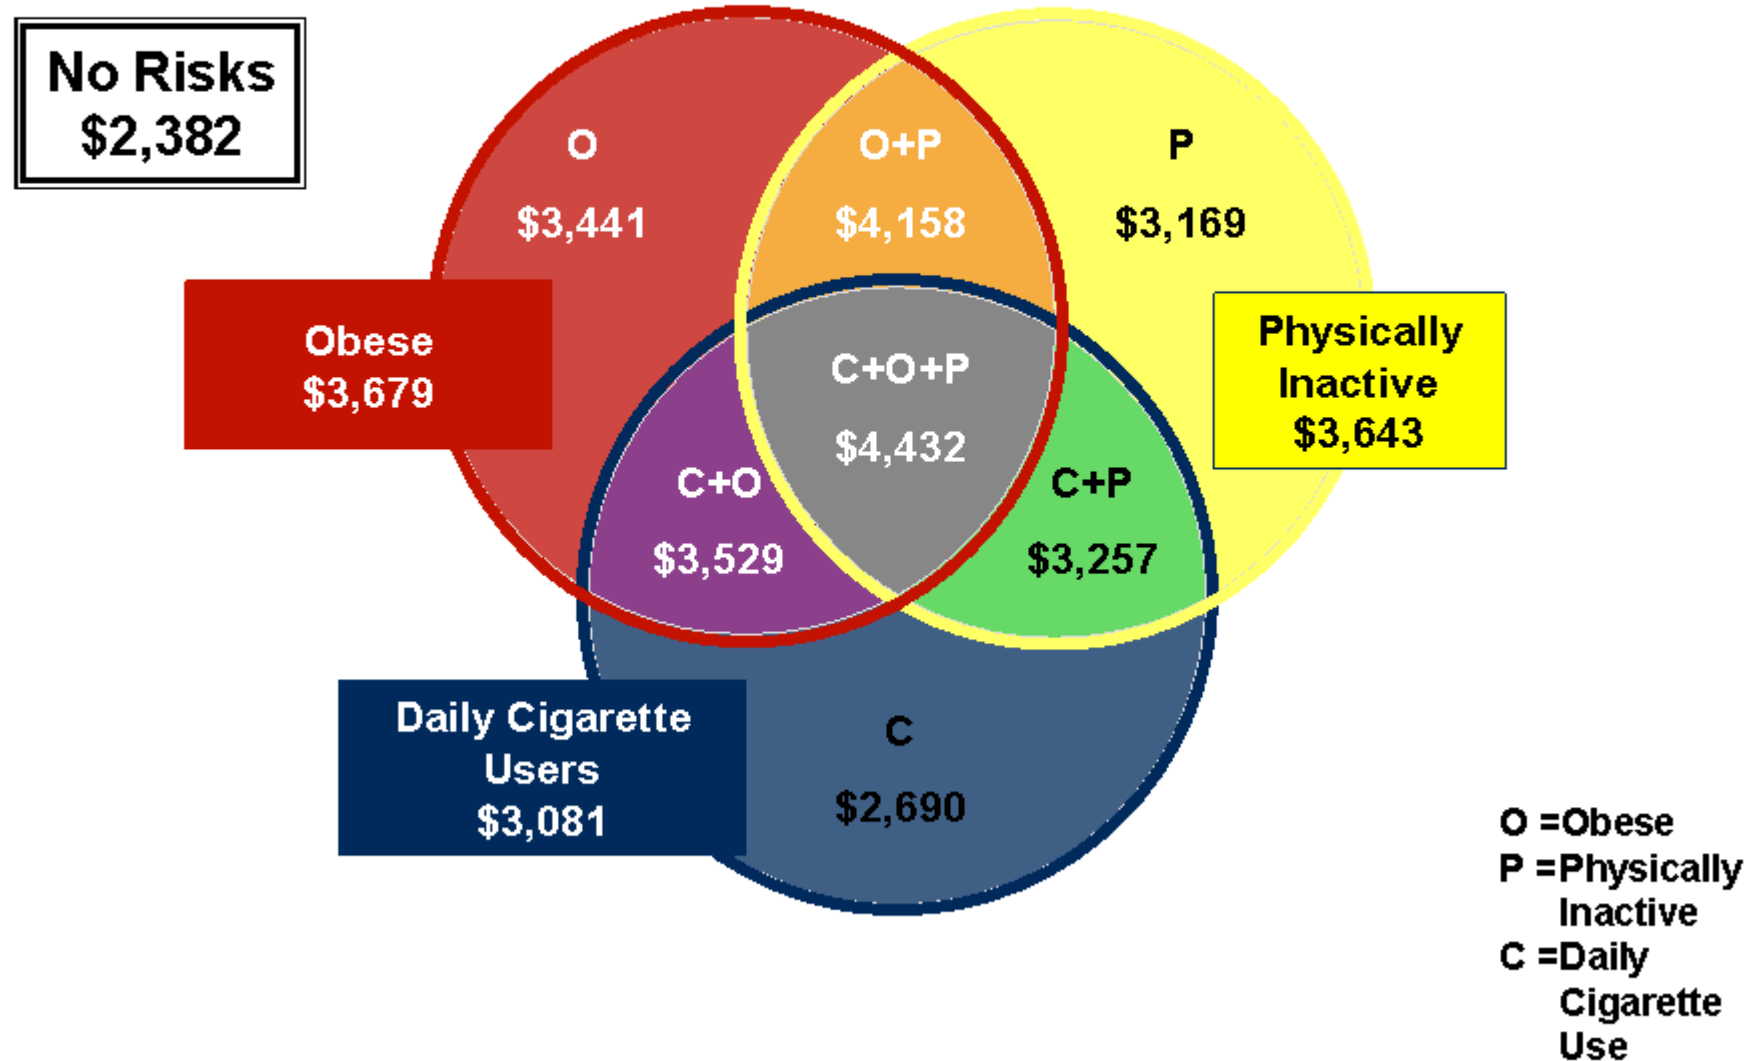 No Risks
$2,382
O
$3,441
O+P
$4,158
P
$3,169
Obese
$3,679
Physically
Inactive
$3,643
C+O+P
$4,432
C+O
$3,529
C+P
$3,257
Daily Cigarette
Users
$3,081
C
$2,690
O =Obese
P =Physically
Inactive
C =Daily
Cigarette
Use